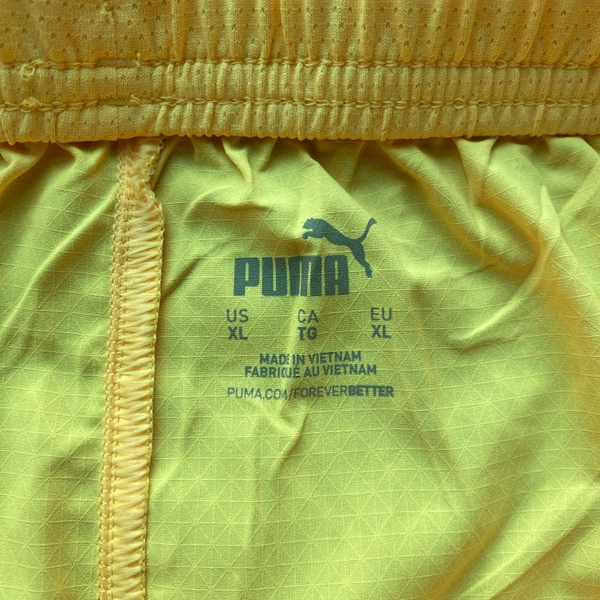 PUMA
US CA EU
XL TG XL
MADE IN VIETNAM
FABRIQUÉ AU VIETNAM
PUMA.COM/FOREVERBETTER